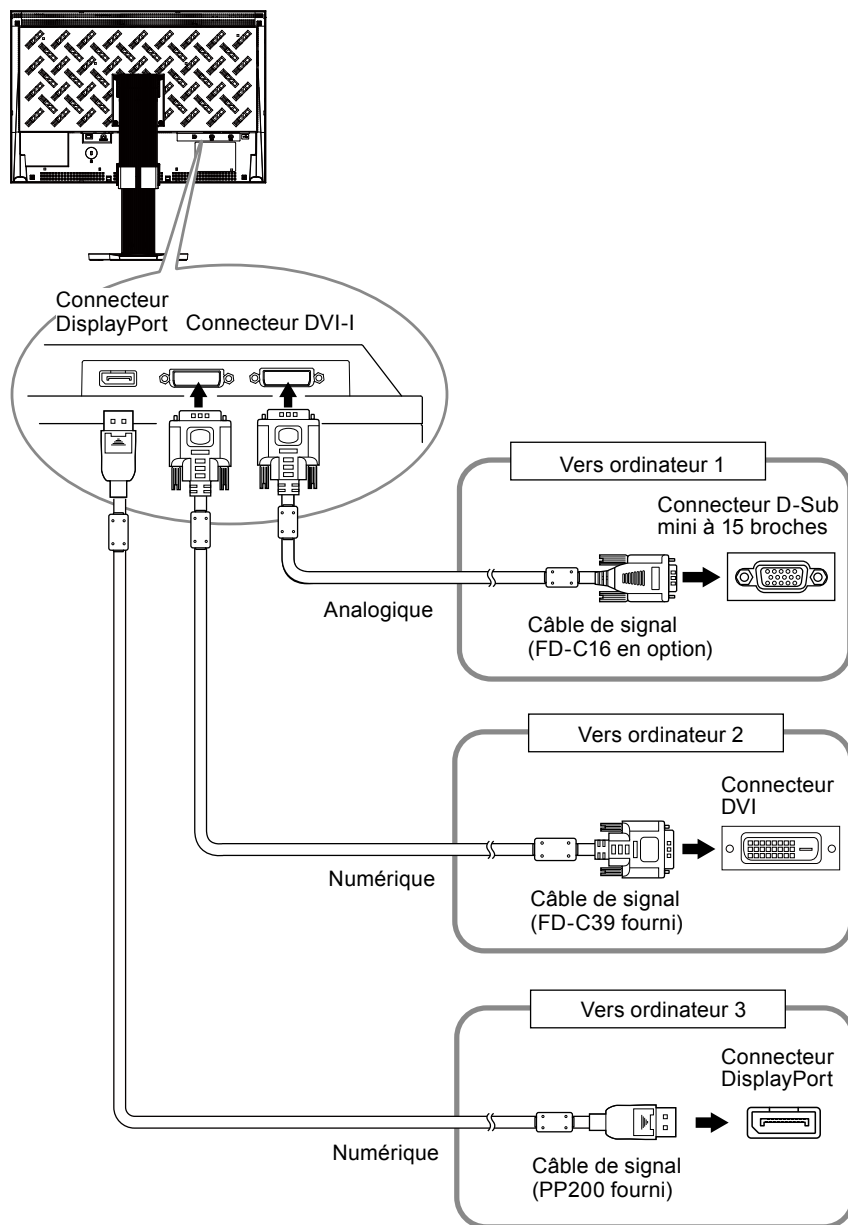 Connecteur
DisplayPort
Connecteur DVI-I
Vers ordinateur 1
Connecteur D-Sub
mini à 15 broches
Analogique
Câble de signal
(FD-C16 en option)
Vers ordinateur 2
Connecteur
DVI
Numérique
Câble de signal
(FD-C39 fourni)
Vers ordinateur 3
Connecteur
DisplayPort
Numérique
Câble de signal
(PP200 fourni)